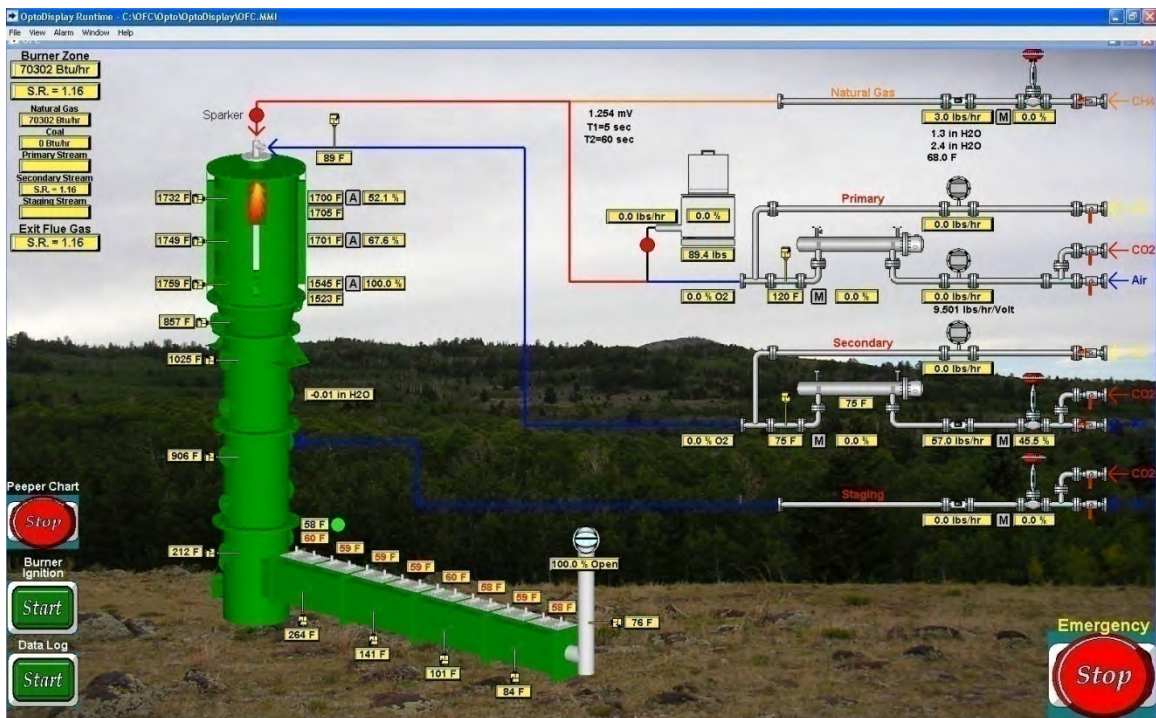 OptoDisplay Runtime - C:\OFC\Opto\OptoDisplay\OFC.MMI
File View Alarm Window Help
Burner Zone
70302 Btu/hr
S.R. = 1.16
Natural Gas
70302 Btu/hr
Coal
0 Btu/hr
Primary Stream
Secondary Stream
S.R. = 1.16
Staging Stream
Exit Flue Gas
S.R. = 1.16
Sparker
89 F
1732 F
1700 F A 52.1 %
1705 F
1749 F
1701 F A 67.6 %
1759 F
1545 F A 100.0 %
1523 F
857 F
1025 F
-0.01 in H2O
906 F
212 F
58 F
60 F
59 F
59 F
59 F
60 F
58 F
59 F
58 F
264 F
141 F
101 F
84 F
100.0 % Open
76 F
1.254 mV
T1=5 sec
T2=60 sec
0.0 lbs/hr
0.0 %
89.4 lbs
Natural Gas
CH4
3.0 lbs/hr M 0.0 %
1.3 in H2O
2.4 in H2O
68.0 F
Primary
0.0 lbs/hr
CO2
Air
0.0 % O2
120 F M 0.0 %
0.0 lbs/hr
9.501 lbs/hr/Volt
Secondary
0.0 lbs/hr
75 F
CO2
0.0 % O2
75 F M 0.0 %
57.0 lbs/hr M 45.5 %
Staging
CO2
0.0 lbs/hr M 0.0 %
Peeper Chart
Stop
Burner
Ignition
Start
Data Log
Start
Emergency
Stop